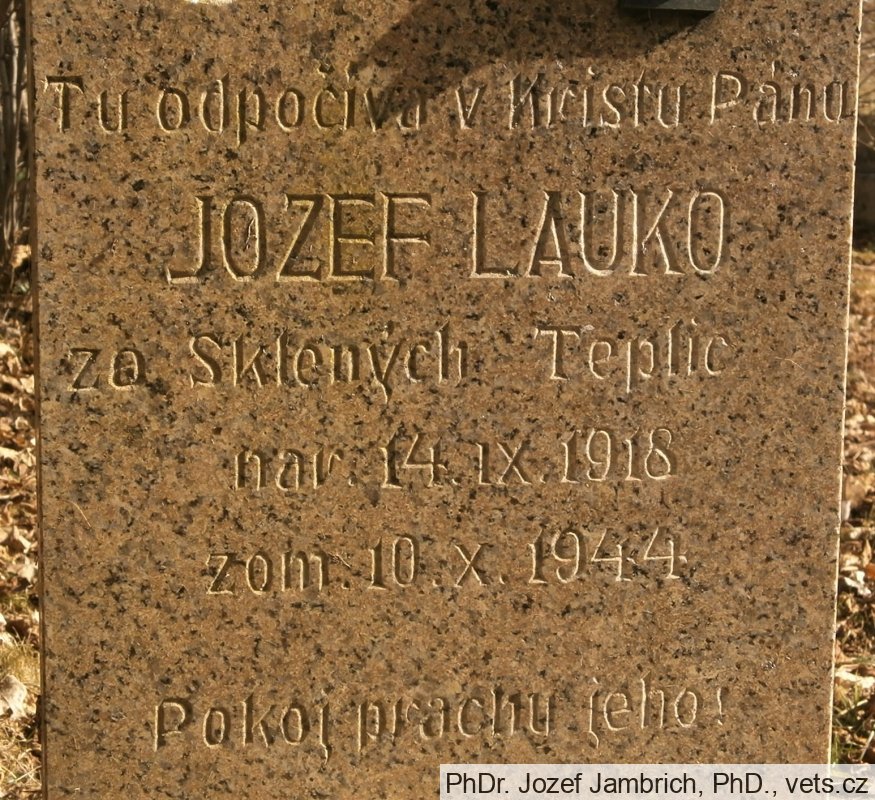 Tu odpočíva v Kristu Pánu
JOZEF LAUKO
zo Sklených Teplíc
nar. 14. IX. 1918
zom. 10. X. 1944
Pokoj prachu jeho!
PhDr. Jozef Jambrich, PhD., vets.cz